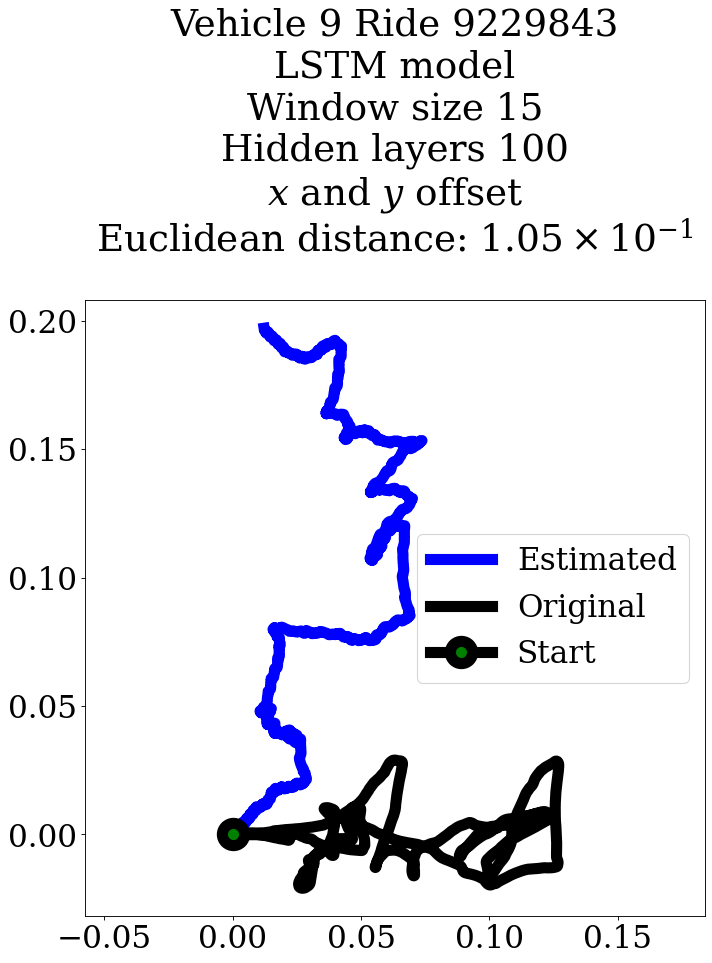 Vehicle 9 Ride 9229843
LSTM model
Window size 15
Hidden layers 100
x and y offset
Euclidean distance: 1.05 × 10⁻¹
0.20
0.15
0.10
0.05
0.00
Estimated
Original
Start
−0.05 0.00 0.05 0.10 0.15